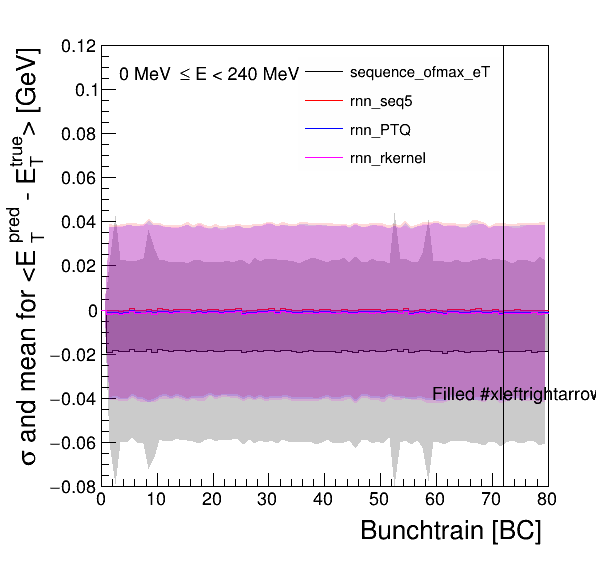 σ and mean for <E_T^pred - E_T^true> [GeV]
0.12
0.1
0.08
0.06
0.04
0.02
0
−0.02
−0.04
−0.06
−0.08
0 MeV ≤ E < 240 MeV
sequence_ofmax_eT
rnn_seq5
rnn_PTQ
rnn_rkernel
Filled #xleftrightarrow
0 10 20 30 40 50 60 70 80
Bunchtrain [BC]